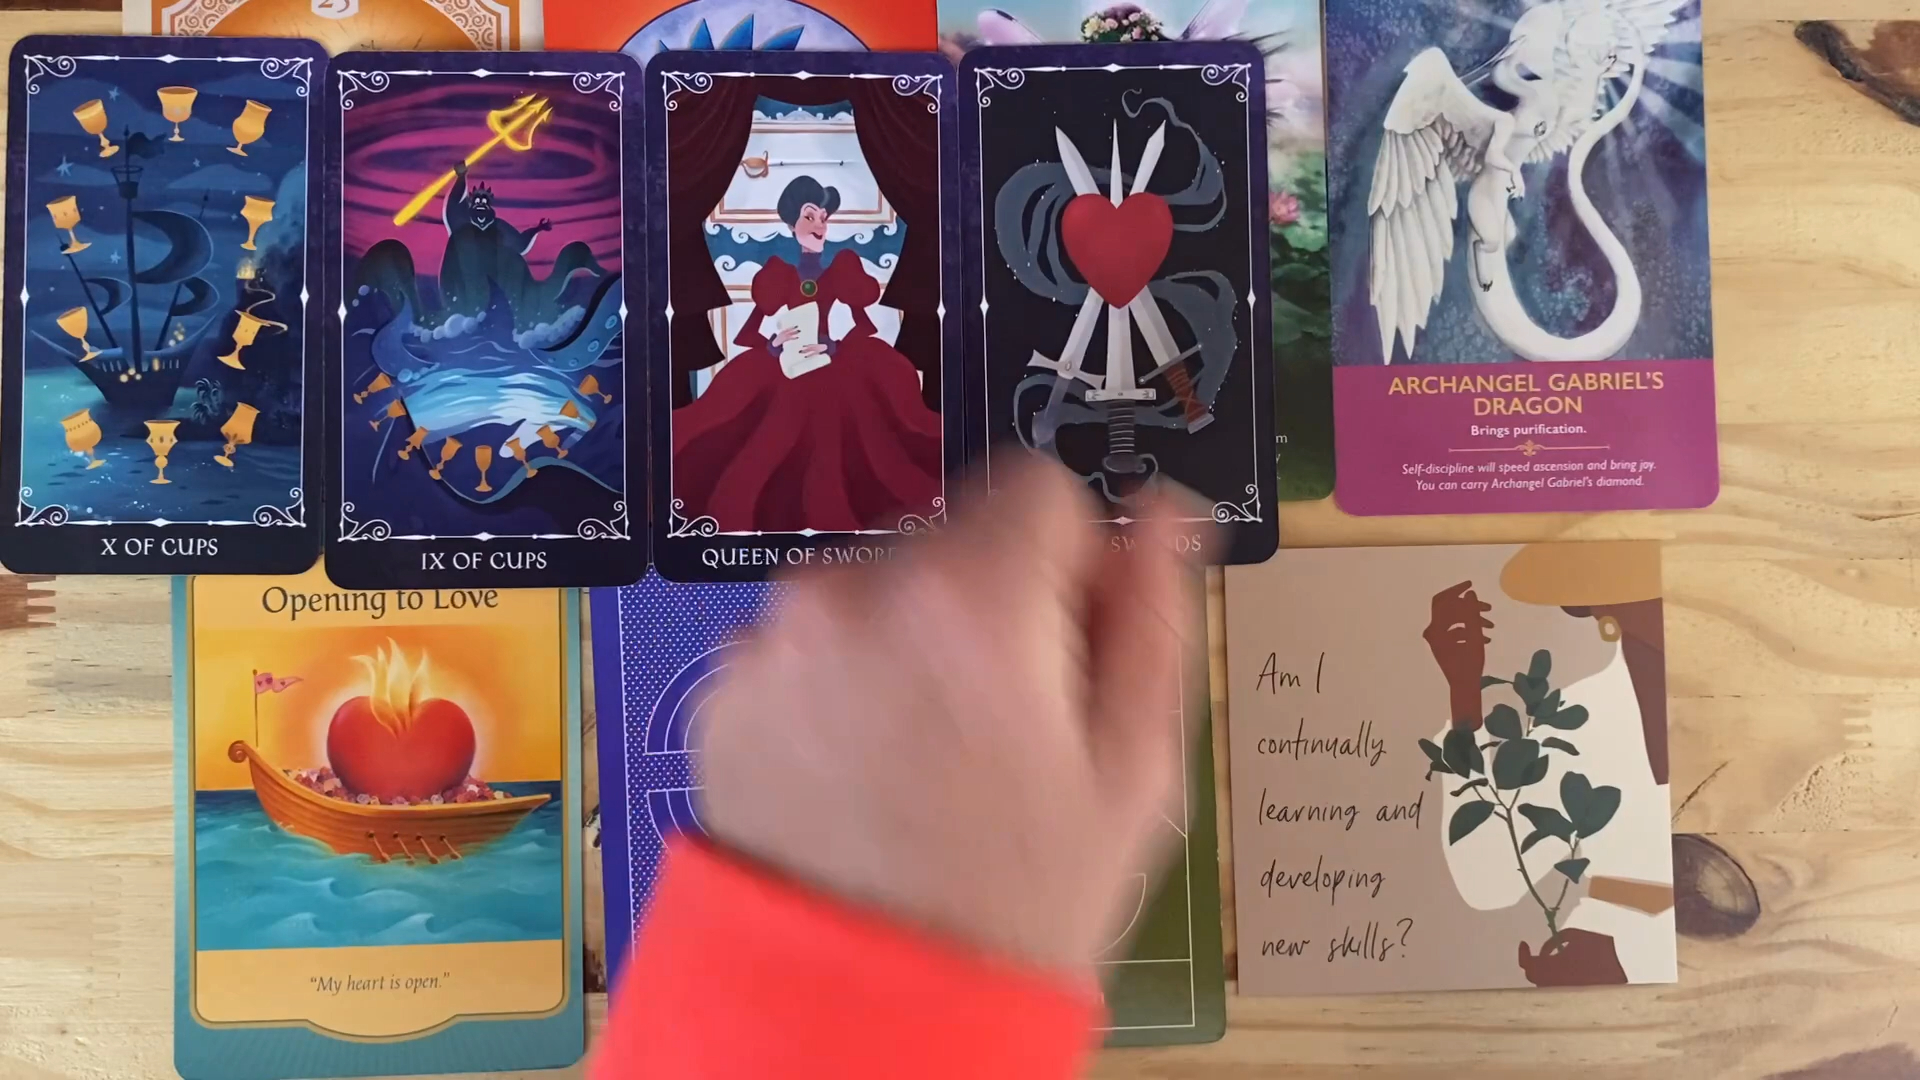 23
X OF CUPS
IX OF CUPS
QUEEN OF
ARCHANGEL GABRIEL'S
DRAGON
Brings purification.
Self-discipline will speed ascension and bring joy.
You can carry Archangel Gabriel's diamond.
Opening to Love
"My heart is open."
Am I
continually
learning and
developing
new skills?